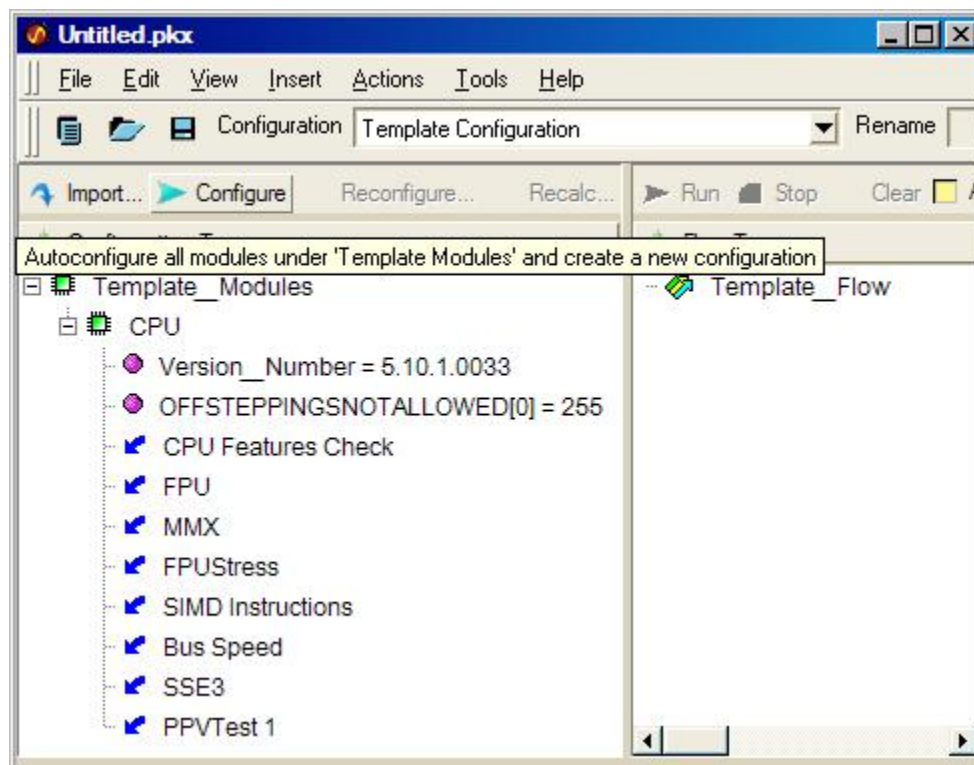 Untitled.pkx
File Edit View Insert Actions Tools Help
Configuration Template Configuration Rename
Import... Configure Reconfigure... Recalc... Run Stop Clear
Autoconfigure all modules under 'Template Modules' and create a new configuration
Template__Modules Template__Flow
CPU
Version__Number = 5.10.1.0033
OFFSTEPPINGSNOTALLOWED[0] = 255
CPU Features Check
FPU
MMX
FPUStress
SIMD Instructions
Bus Speed
SSE3
PPVTest 1